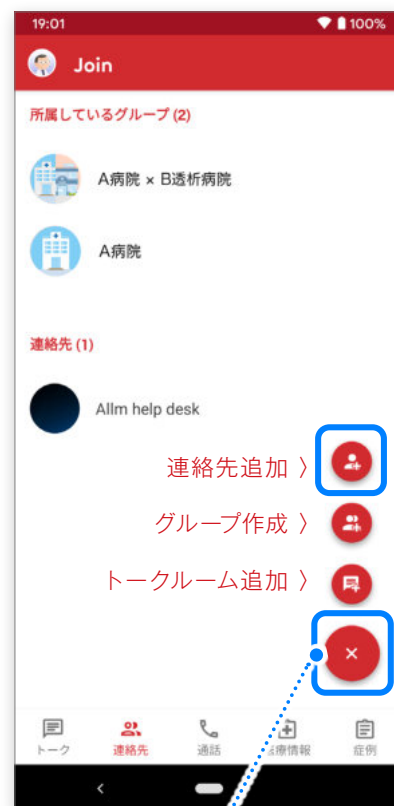 19:01 100%
Join
所属しているグループ (2)
A病院 × B透析病院
A病院
連絡先 (1)
Allm help desk
連絡先追加 〉
グループ作成 〉
トークルーム追加 〉
トーク 連絡先 通話 療情報 症例